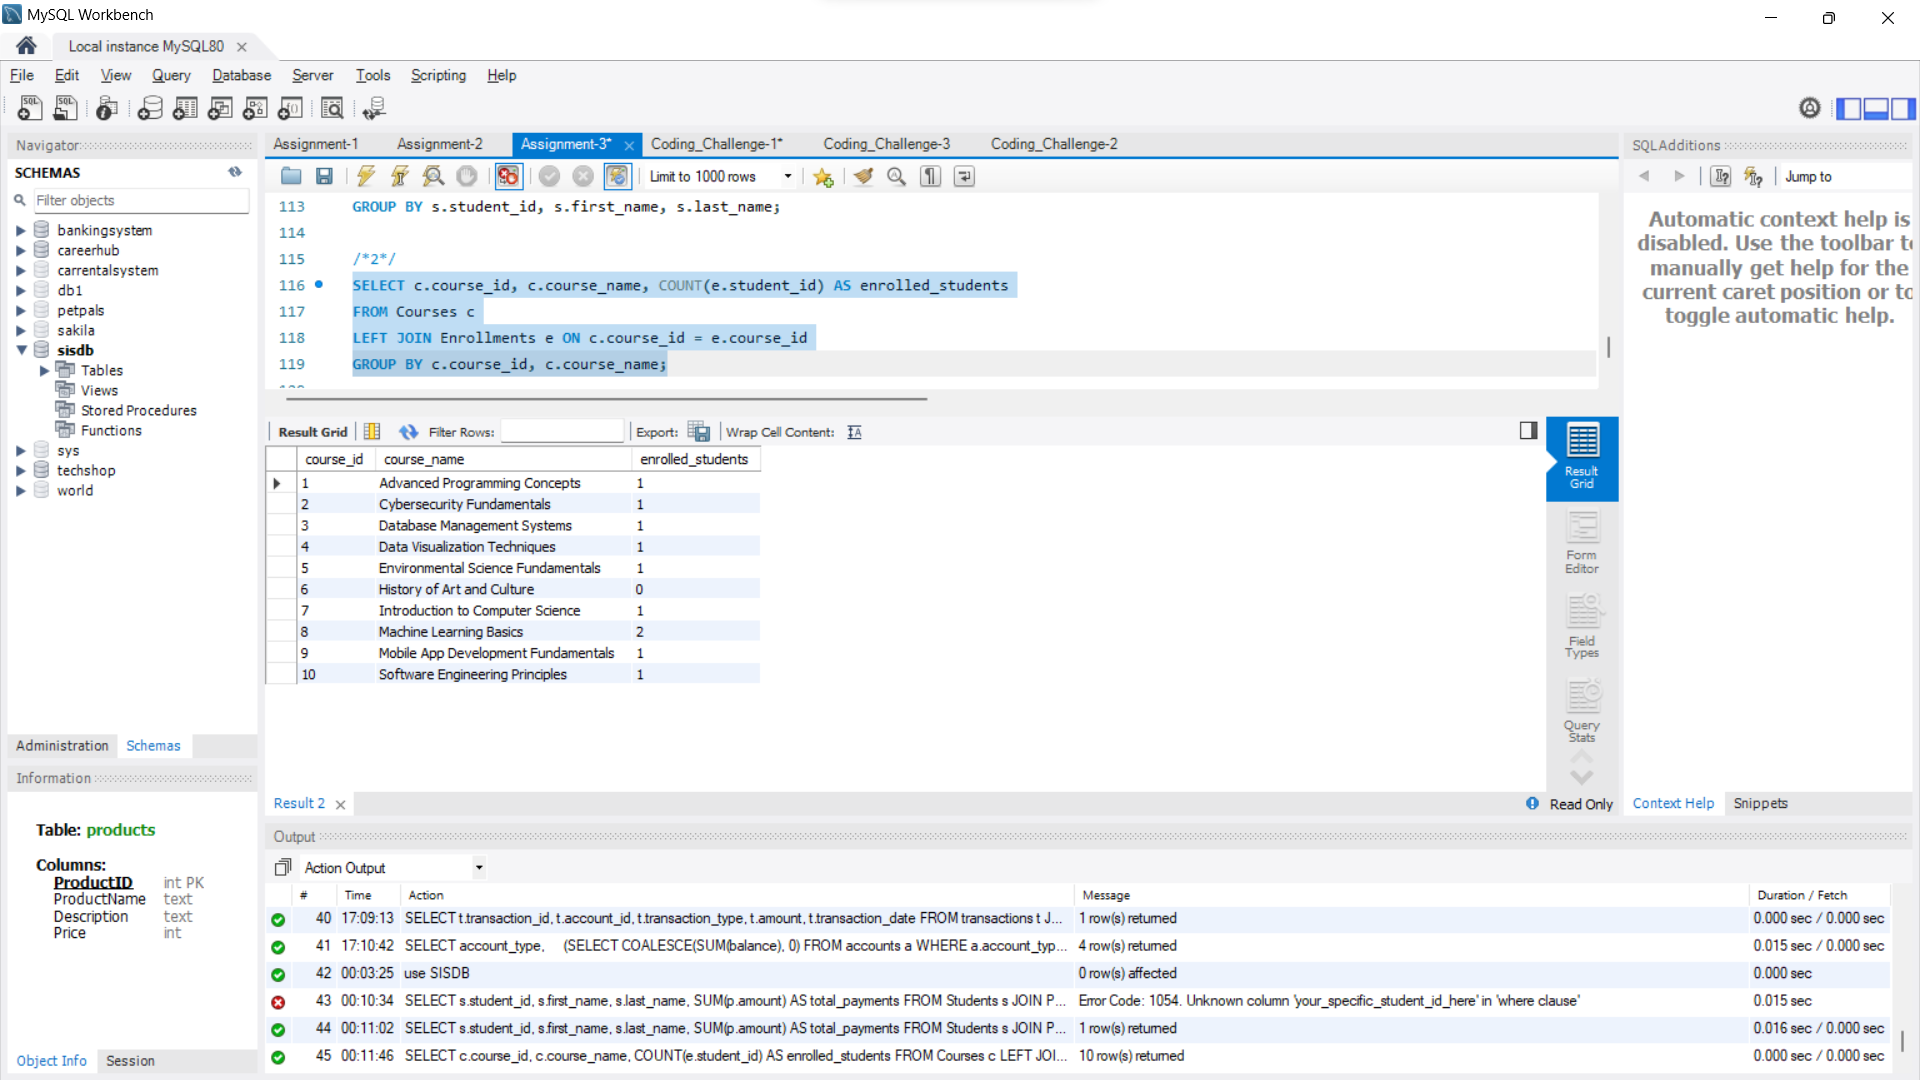 MySQL Workbench
Local instance MySQL80
File Edit View Query Database Server Tools Scripting Help
Navigator
SCHEMAS
Filter objects
bankingsystem
careerhub
carrentalsystem
db1
petpals
sakila
sisdb
Tables
Views
Stored Procedures
Functions
sys
techshop
world
Administration Schemas
Information
Table: products
Columns:
ProductID int PK
ProductName text
Description text
Price int
Object Info Session
Assignment-1 Assignment-2 Assignment-3* Coding_Challenge-1* Coding_Challenge-3 Coding_Challenge-2
Limit to 1000 rows
113 GROUP BY s.student_id, s.first_name, s.last_name;
114
115 /*2*/
116 SELECT c.course_id, c.course_name, COUNT(e.student_id) AS enrolled_students
117 FROM Courses c
118 LEFT JOIN Enrollments e ON c.course_id = e.course_id
119 GROUP BY c.course_id, c.course_name;
Result Grid Filter Rows: Export: Wrap Cell Content:
course_id course_name enrolled_students
1 Advanced Programming Concepts 1
2 Cybersecurity Fundamentals 1
3 Database Management Systems 1
4 Data Visualization Techniques 1
5 Environmental Science Fundamentals 1
6 History of Art and Culture 0
7 Introduction to Computer Science 1
8 Machine Learning Basics 2
9 Mobile App Development Fundamentals 1
10 Software Engineering Principles 1
Result Grid
Form Editor
Field Types
Query Stats
Result 2 Read Only
SQLAdditions
Jump to
Automatic context help is
disabled. Use the toolbar to
manually get help for the
current caret position or to
toggle automatic help.
Context Help Snippets
Output
Action Output
# Time Action Message Duration / Fetch
40 17:09:13 SELECT t.transaction_id, t.account_id, t.transaction_type, t.amount, t.transaction_date FROM transactions t J... 1 row(s) returned 0.000 sec / 0.000 sec
41 17:10:42 SELECT account_type, (SELECT COALESCE(SUM(balance), 0) FROM accounts a WHERE a.account_typ... 4 row(s) returned 0.015 sec / 0.000 sec
42 00:03:25 use SISDB 0 row(s) affected 0.000 sec
43 00:10:34 SELECT s.student_id, s.first_name, s.last_name, SUM(p.amount) AS total_payments FROM Students s JOIN P... Error Code: 1054. Unknown column 'your_specific_student_id_here' in 'where clause' 0.015 sec
44 00:11:02 SELECT s.student_id, s.first_name, s.last_name, SUM(p.amount) AS total_payments FROM Students s JOIN P... 1 row(s) returned 0.016 sec / 0.000 sec
45 00:11:46 SELECT c.course_id, c.course_name, COUNT(e.student_id) AS enrolled_students FROM Courses c LEFT JOI... 10 row(s) returned 0.000 sec / 0.000 sec